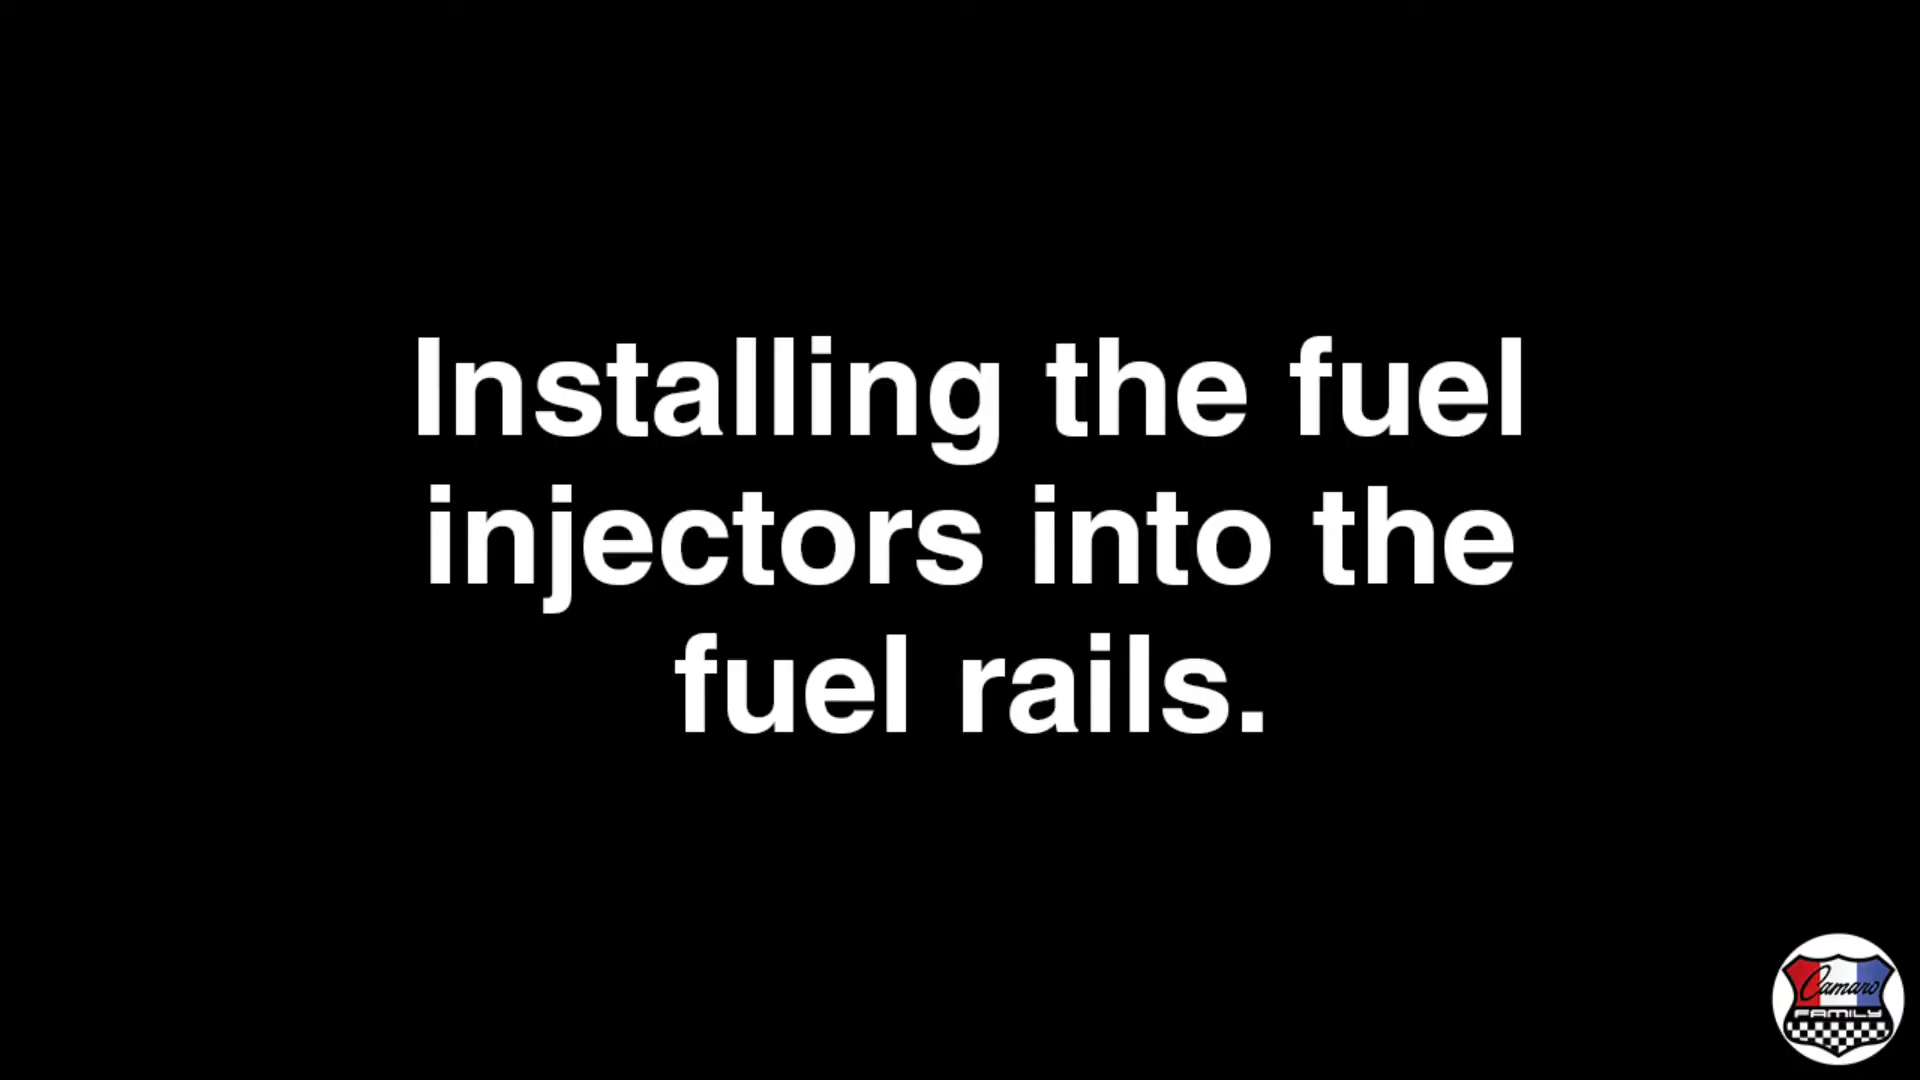 Installing the fuel
injectors into the
fuel rails.
Camaro
FAMILY